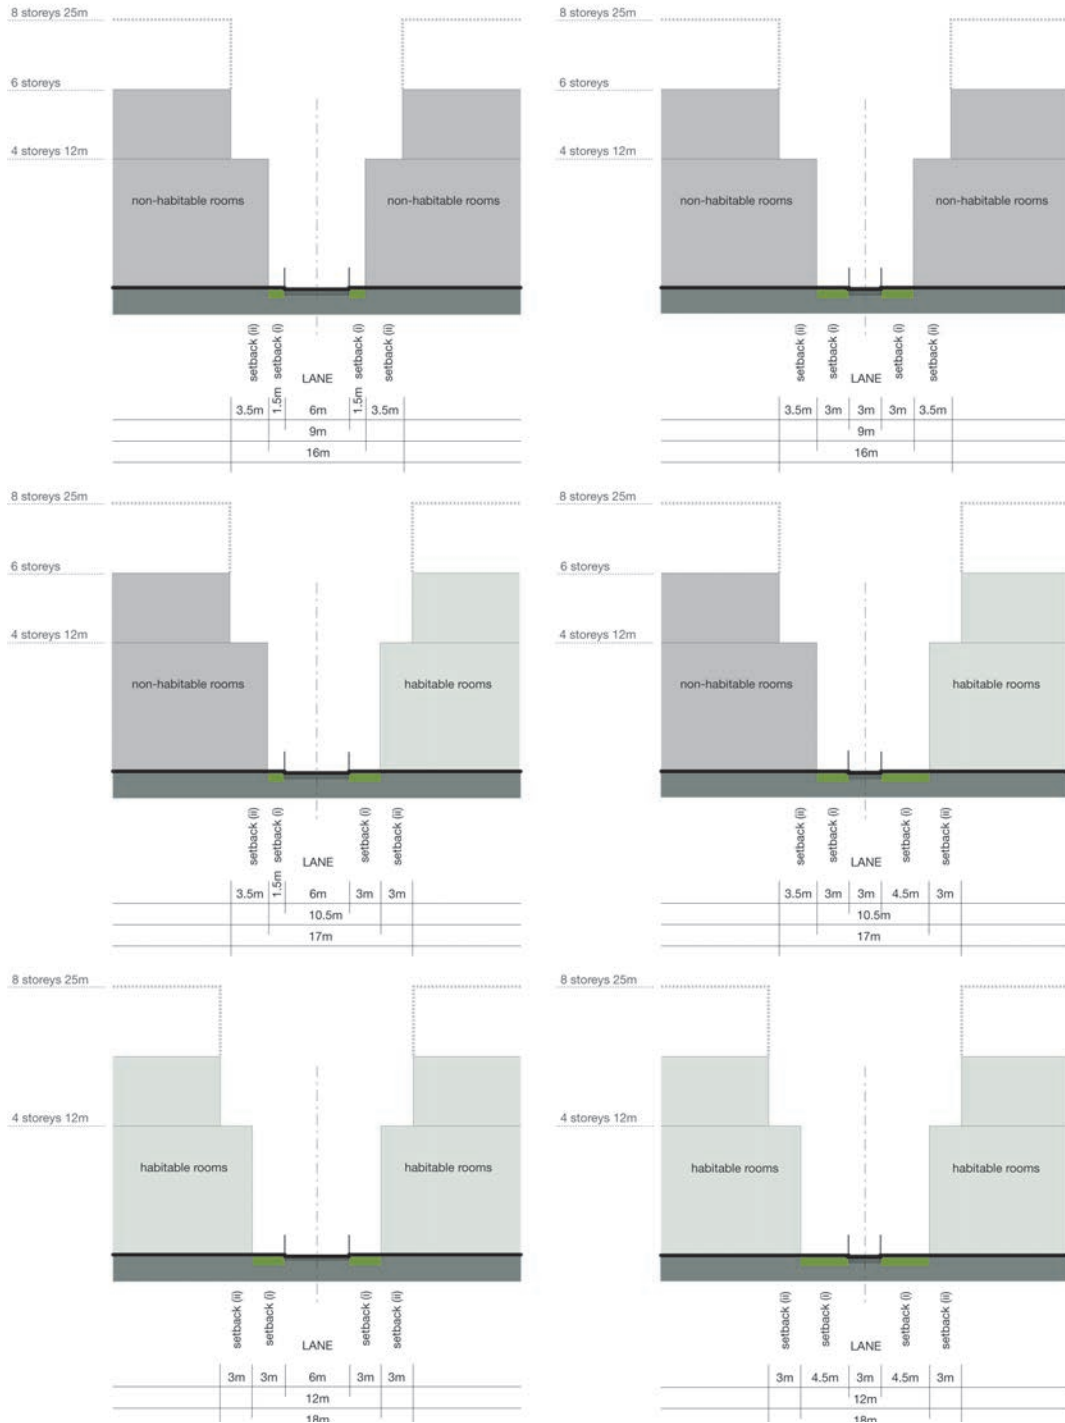 8 storeys 25m
6 storeys
4 storeys 12m
non-habitable rooms
non-habitable rooms
setback (ii)
setback (i)
setback (i)
setback (ii)
LANE
3.5m
1.5m
6m
1.5m
3.5m
9m
16m
8 storeys 25m
6 storeys
4 storeys 12m
non-habitable rooms
non-habitable rooms
setback (ii)
setback (i)
setback (i)
setback (ii)
LANE
3.5m
3m
3m
3m
3.5m
9m
16m
8 storeys 25m
6 storeys
4 storeys 12m
non-habitable rooms
habitable rooms
setback (ii)
setback (i)
setback (i)
setback (ii)
LANE
3.5m
1.5m
6m
3m
3m
10.5m
17m
8 storeys 25m
6 storeys
4 storeys 12m
non-habitable rooms
habitable rooms
setback (ii)
setback (i)
setback (i)
setback (ii)
LANE
3.5m
3m
3m
4.5m
3m
10.5m
17m
8 storeys 25m
4 storeys 12m
habitable rooms
habitable rooms
setback (ii)
setback (i)
setback (i)
setback (ii)
LANE
3m
3m
6m
3m
3m
12m
18m
8 storeys 25m
4 storeys 12m
habitable rooms
habitable rooms
setback (ii)
setback (i)
setback (i)
setback (ii)
LANE
3m
4.5m
3m
4.5m
3m
12m
18m